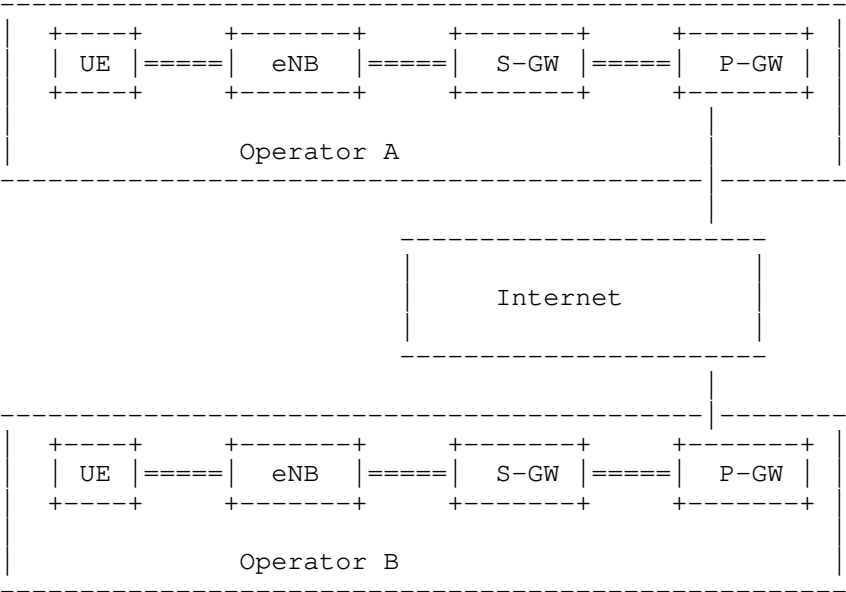 UE eNB S-GW P-GW
Operator A
Internet
UE eNB S-GW P-GW
Operator B